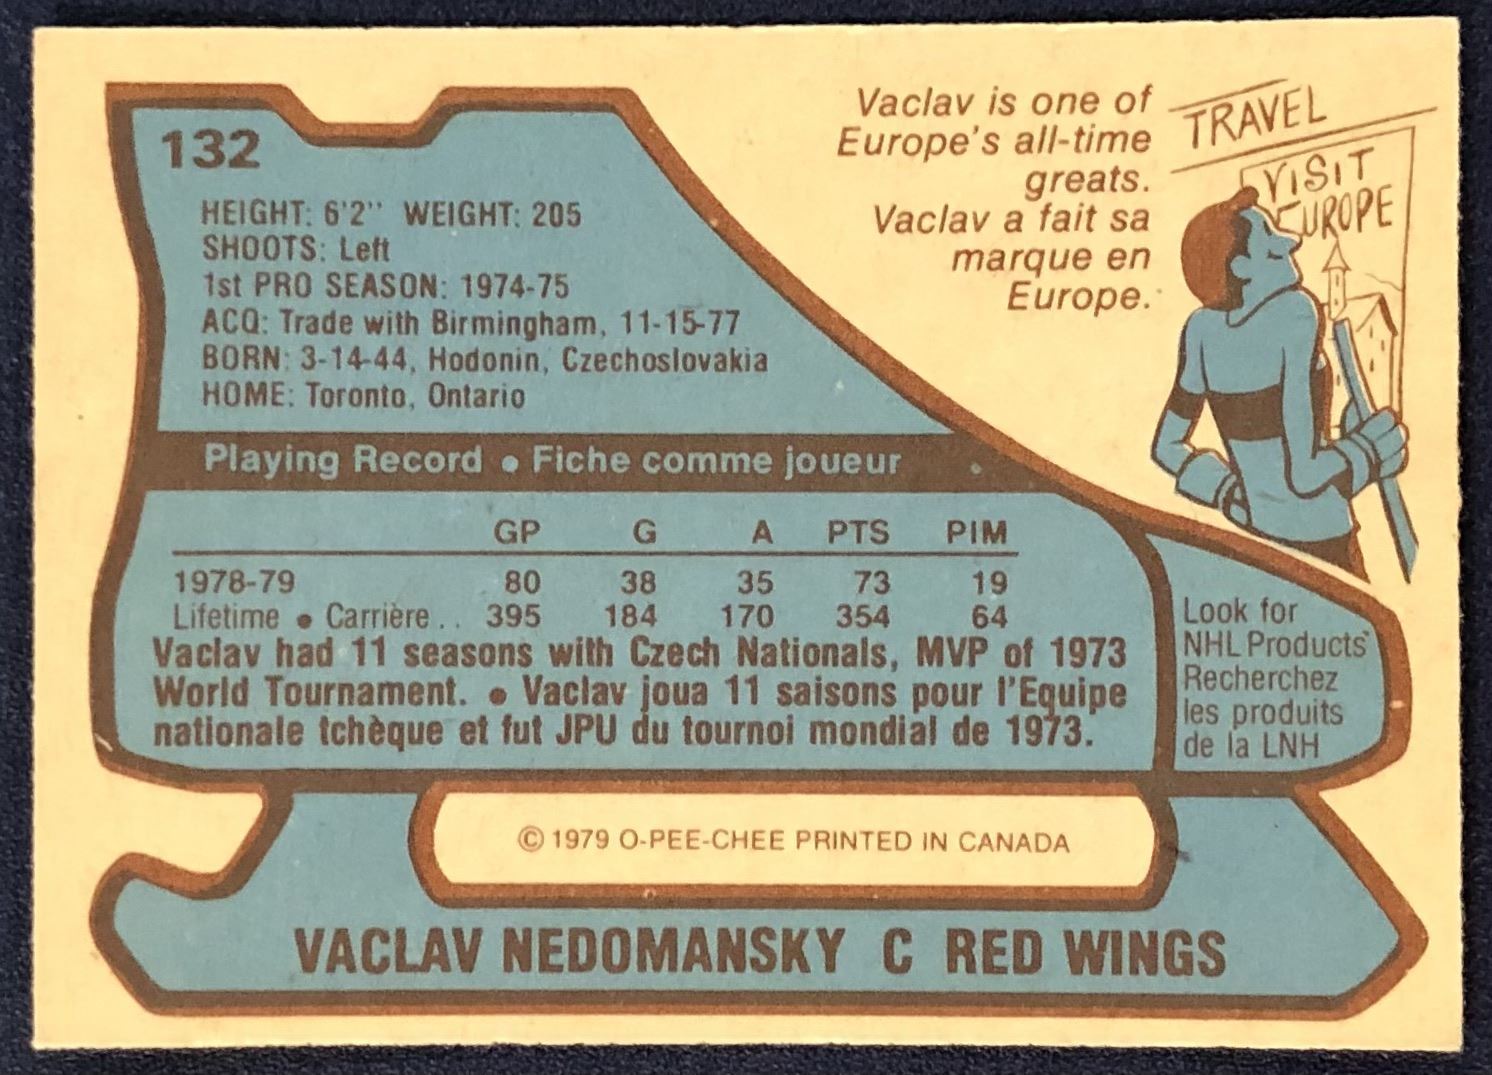 132
HEIGHT: 6'2" WEIGHT: 205
SHOOTS: Left
1st PRO SEASON: 1974-75
ACQ: Trade with Birmingham, 11-15-77
BORN: 3-14-44, Hodonin, Czechoslovakia
HOME: Toronto, Ontario
Vaclav is one of
Europe's all-time
greats.
Vaclav a fait sa
marque en
Europe.
TRAVEL
VISIT
EUROPE
Playing Record • Fiche comme joueur
GP G A PTS PIM
1978-79 80 38 35 73 19
Lifetime • Carrière . . 395 184 170 354 64
Vaclav had 11 seasons with Czech Nationals, MVP of 1973
World Tournament. • Vaclav joua 11 saisons pour l'Equipe
nationale tchèque et fut JPU du tournoi mondial de 1973.
Look for
NHL Products
Recherchez
les produits
de la LNH
© 1979 O-PEE-CHEE PRINTED IN CANADA
VACLAV NEDOMANSKY C RED WINGS